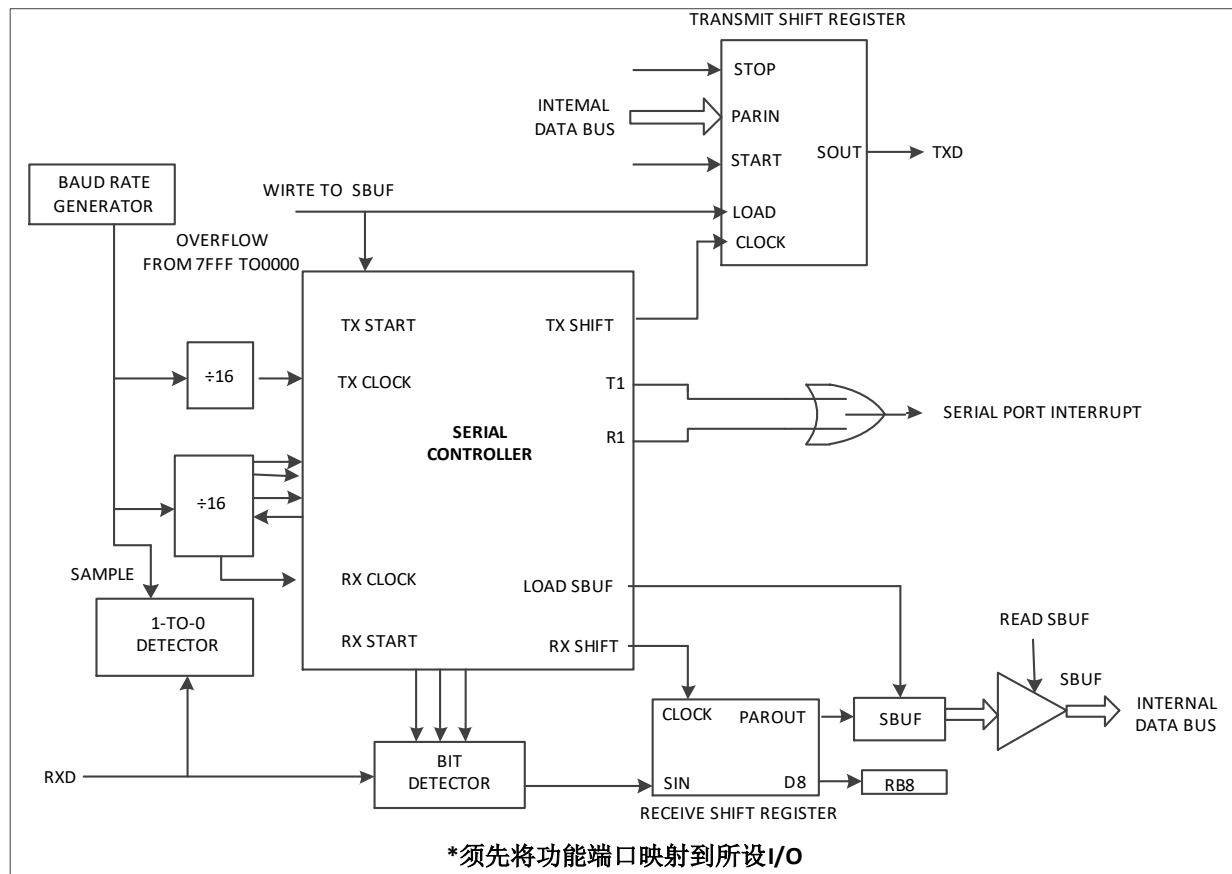 TRANSMIT SHIFT REGISTER
STOP
INTEMAL
DATA BUS
PARIN
START
SOUT
TXD
BAUD RATE
GENERATOR
WIRTE TO SBUF
LOAD
CLOCK
OVERFLOW
FROM 7FFF TO0000
TX START
TX SHIFT
÷16
TX CLOCK
T1
SERIAL PORT INTERRUPT
SERIAL
CONTROLLER
R1
÷16
SAMPLE
RX CLOCK
LOAD SBUF
1-TO-0
DETECTOR
RX START
RX SHIFT
READ SBUF
SBUF
CLOCK
PAROUT
SBUF
INTERNAL
DATA BUS
RXD
BIT
DETECTOR
SIN
D8
RB8
RECEIVE SHIFT REGISTER
*须先将功能端口映射到所设I/O